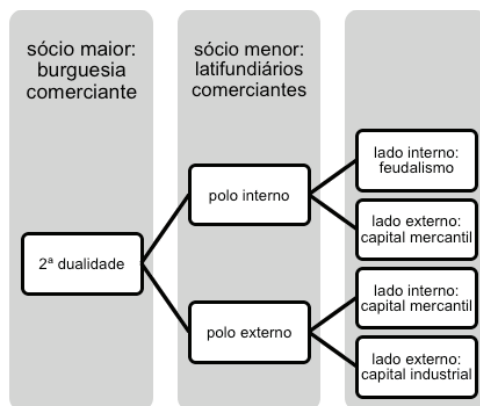 sócio maior:
burguesia
comerciante
sócio menor:
latifundiários
comerciantes
2ª dualidade
polo interno
polo externo
lado interno:
feudalismo
lado externo:
capital mercantil
lado interno:
capital mercantil
lado externo:
capital industrial